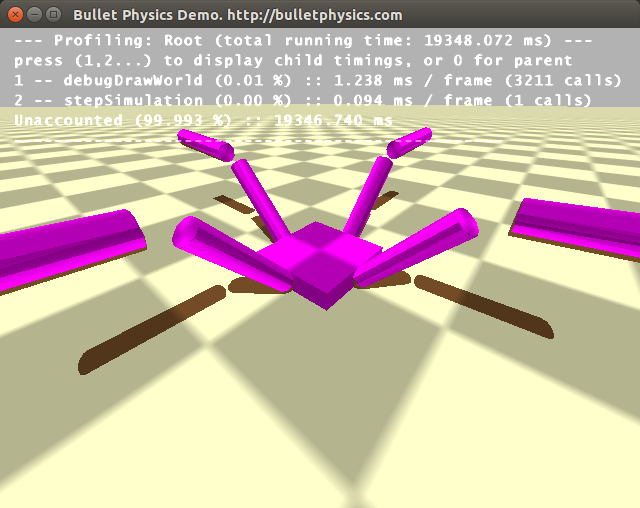 Bullet Physics Demo. http://bulletphysics.com
--- Profiling: Root (total running time: 19348.072 ms) ---
press (1,2...) to display child timings, or 0 for parent
1 -- debugDrawWorld (0.01 %) :: 1.238 ms / frame (3211 calls)
2 -- stepSimulation (0.00 %) :: 0.094 ms / frame (1 calls)
Unaccounted (99.993 %) :: 19346.740 ms
-------------------------------------------------